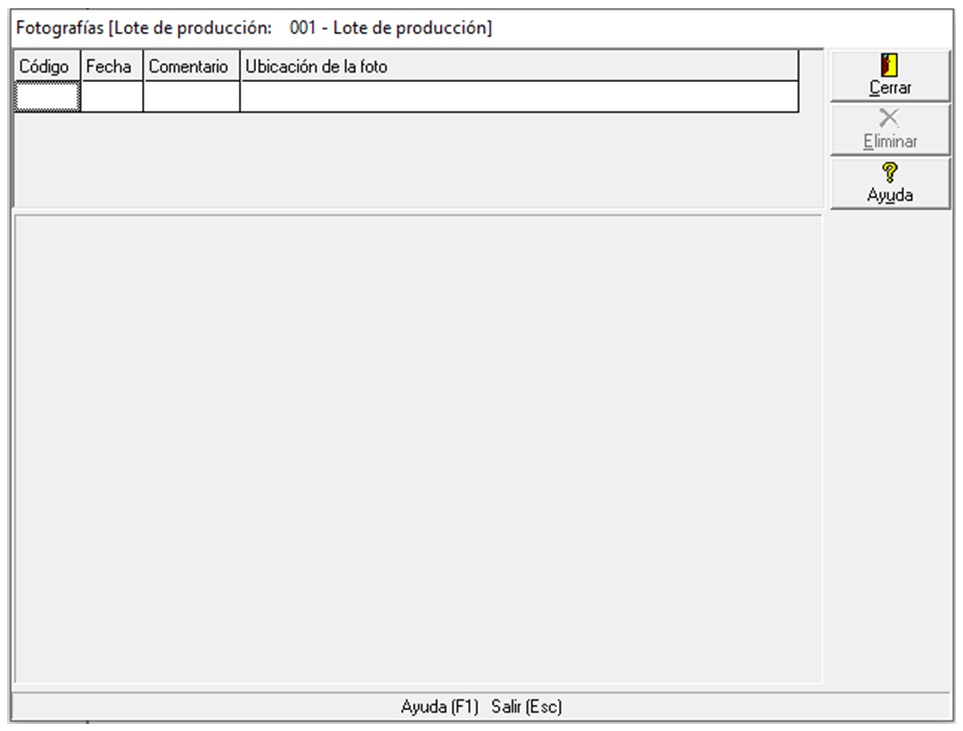 Fotografías [Lote de producción: 001 - Lote de producción]
Código Fecha Comentario Ubicación de la foto
Cerrar
Eliminar
Ayuda
Ayuda (F1) Salir (Esc)